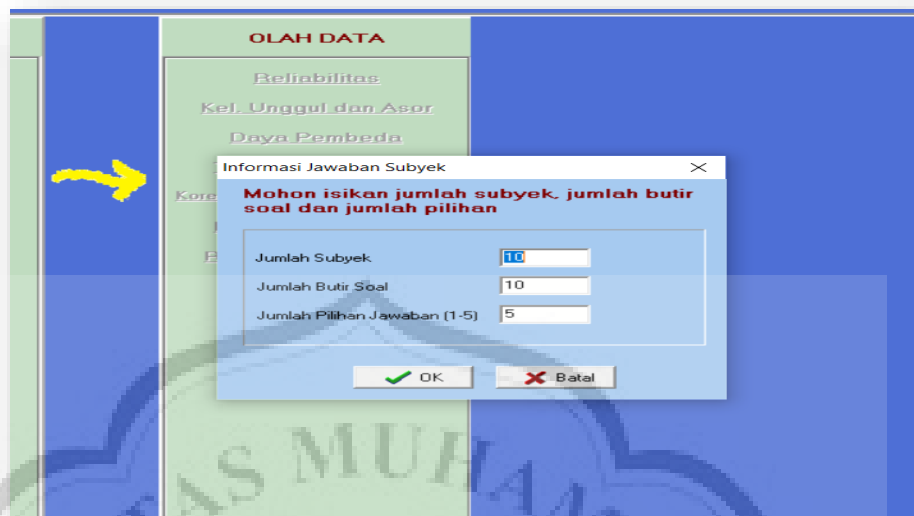 OLAH DATA
Reliabilitas
Kel. Unggul dan Asor
Daya Pembeda
Informasi Jawaban Subyek
Mohon isikan jumlah subyek, jumlah butir
soal dan jumlah pilihan
Jumlah Subyek 10
Jumlah Butir Soal 10
Jumlah Pilihan Jawaban (1-5) 5
OK Batal
AS MUHA